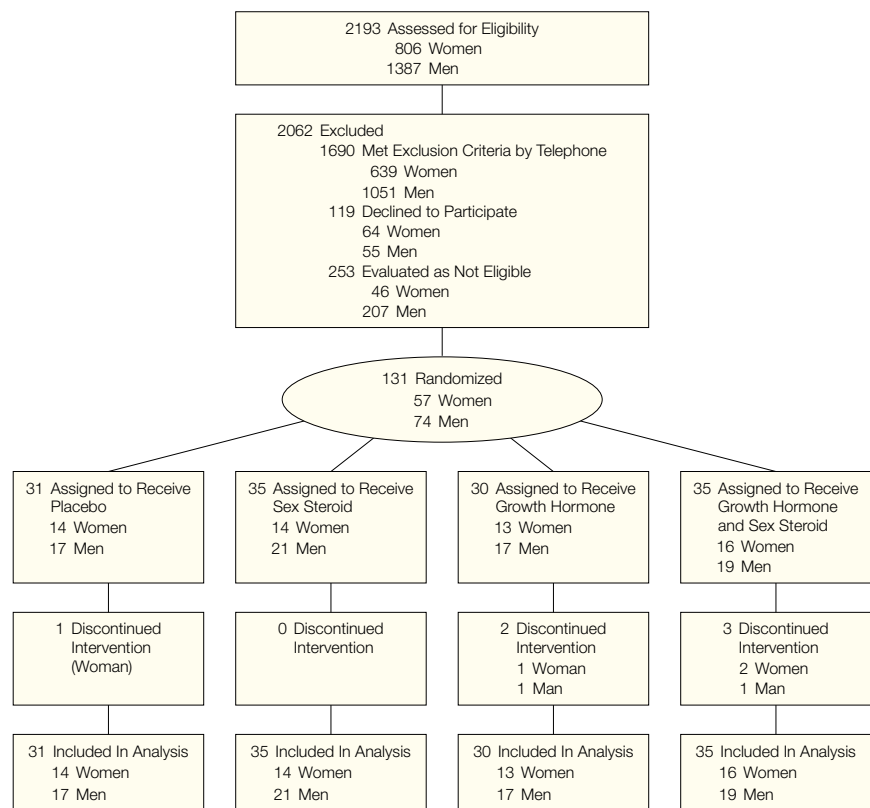 2193 Assessed for Eligibility
806 Women
1387 Men
2062 Excluded
1690 Met Exclusion Criteria by Telephone
639 Women
1051 Men
119 Declined to Participate
64 Women
55 Men
253 Evaluated as Not Eligible
46 Women
207 Men
131 Randomized
57 Women
74 Men
31 Assigned to Receive
Placebo
14 Women
17 Men
35 Assigned to Receive
Sex Steroid
14 Women
21 Men
30 Assigned to Receive
Growth Hormone
13 Women
17 Men
35 Assigned to Receive
Growth Hormone
and Sex Steroid
16 Women
19 Men
1 Discontinued
Intervention
(Woman)
0 Discontinued
Intervention
2 Discontinued
Intervention
1 Woman
1 Man
3 Discontinued
Intervention
2 Women
1 Man
31 Included In Analysis
14 Women
17 Men
35 Included In Analysis
14 Women
21 Men
30 Included In Analysis
13 Women
17 Men
35 Included In Analysis
16 Women
19 Men